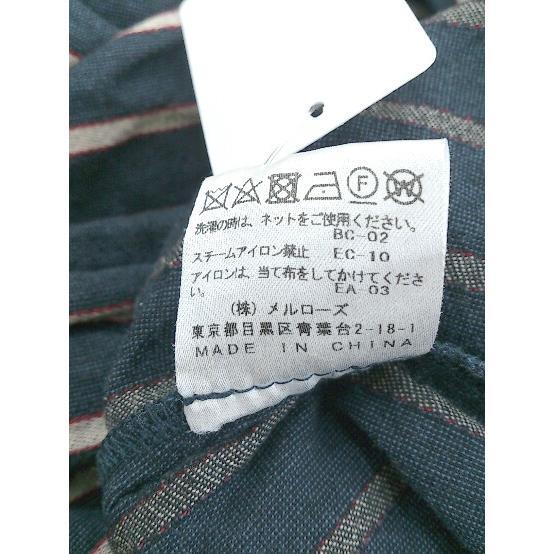 F W
洗濯の時は、ネットをご使用ください。
BC-02
スチームアイロン禁止 EC-10
アイロンは、当て布をしてかけてくださ
い。 EA-03
(株) メルローズ
東京都目黒区青葉台2-18-1
MADE IN CHINA